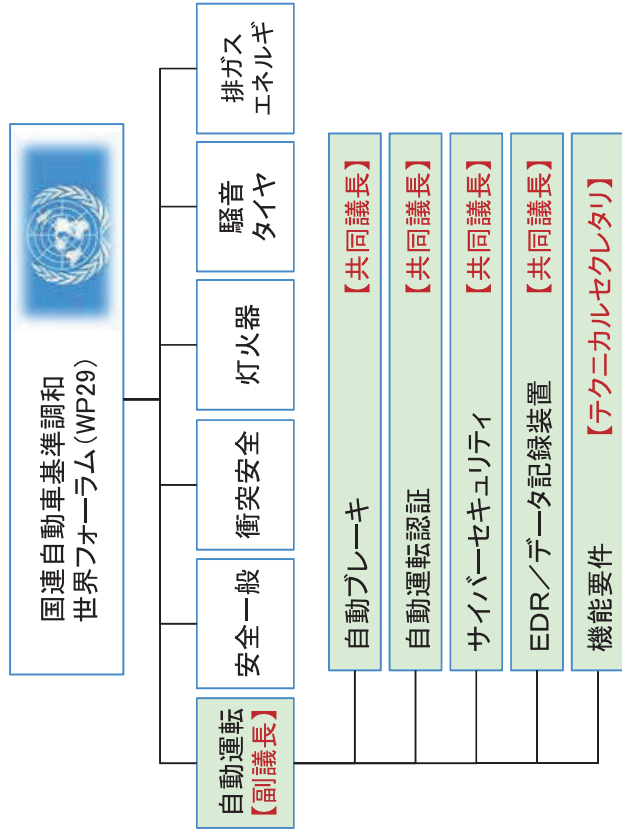 国連自動車基準調和
世界フォーラム(WP29)
自動運転
【副議長】
安全一般
衝突安全
灯火器
騒音
タイヤ
排ガス
エネルギ
自動ブレーキ 【共同議長】
自動運転認証 【共同議長】
サイバーセキュリティ 【共同議長】
EDR／データ記録装置 【共同議長】
機能要件 【テクニカルセクレタリ】